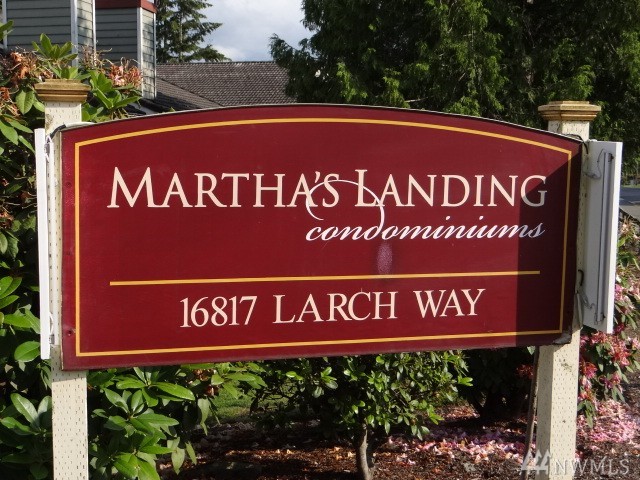 MARTHA'S LANDING
condominiums
16817 LARCH WAY
NWMLS